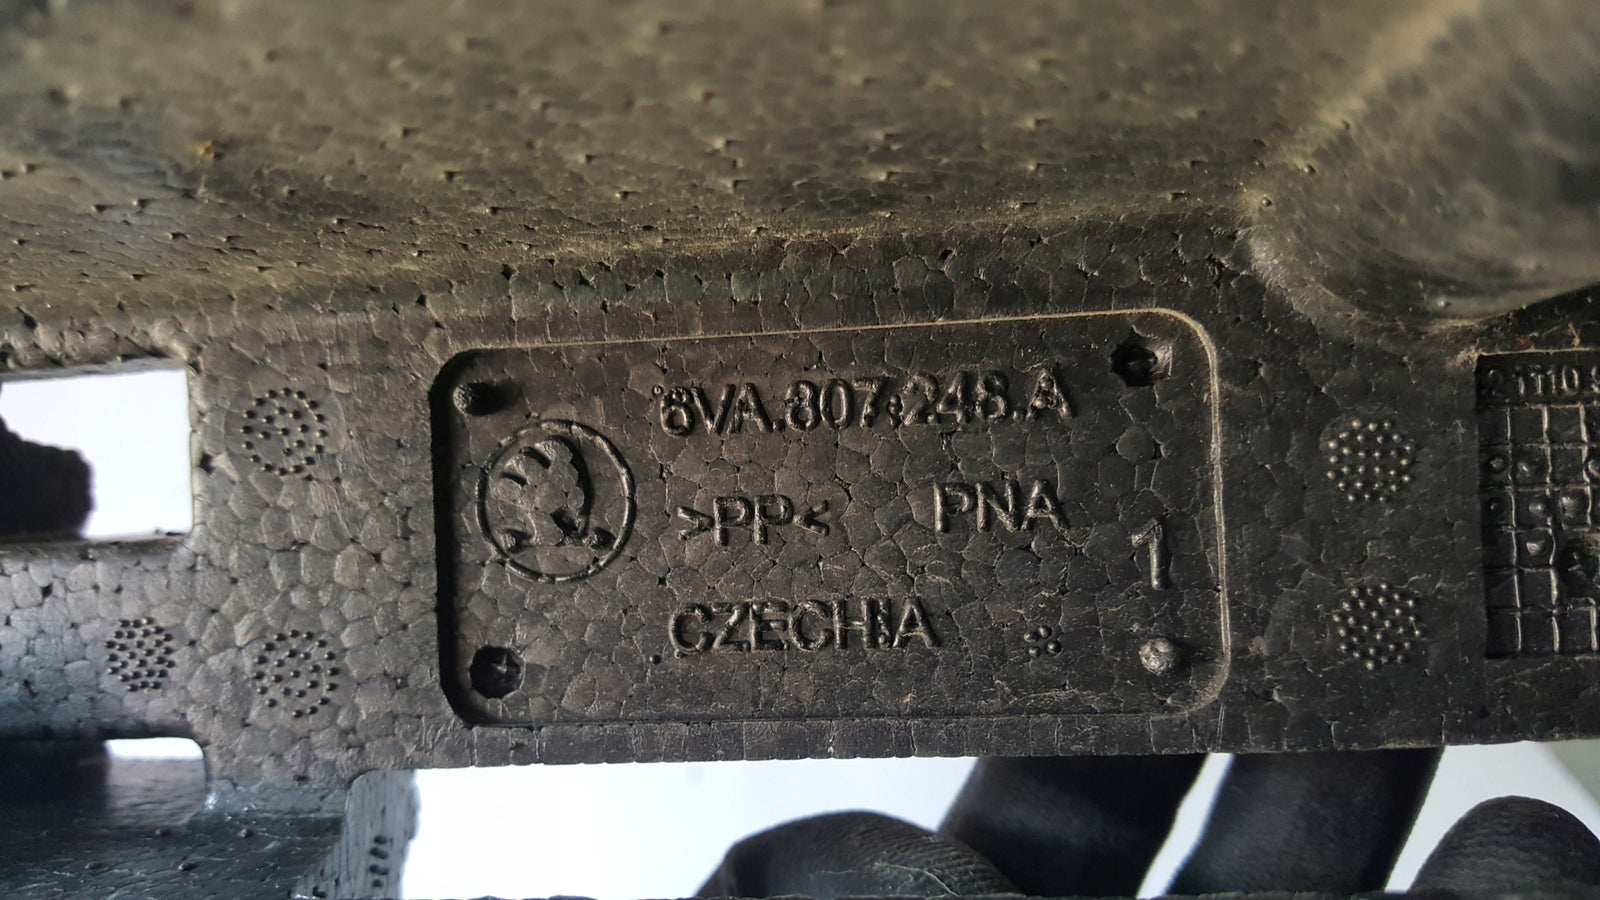 6VA.807.248.A
>PP< PNA
1
CZECHIA